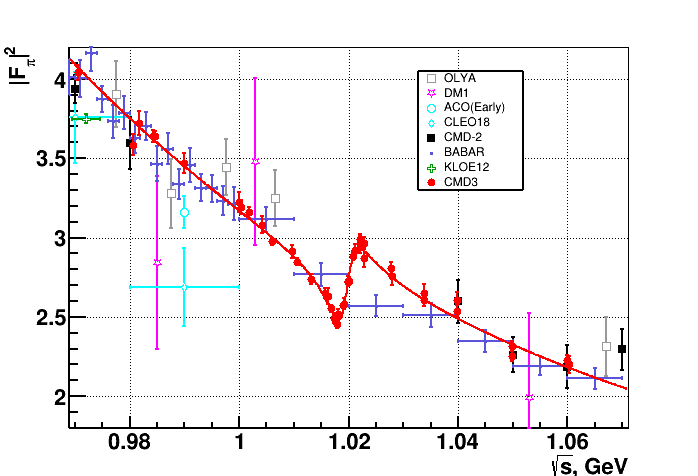 |Fπ|²
4
3.5
3
2.5
2
OLYA
DM1
ACO(Early)
CLEO18
CMD-2
BABAR
KLOE12
CMD3
0.98 1 1.02 1.04 1.06
√s, GeV